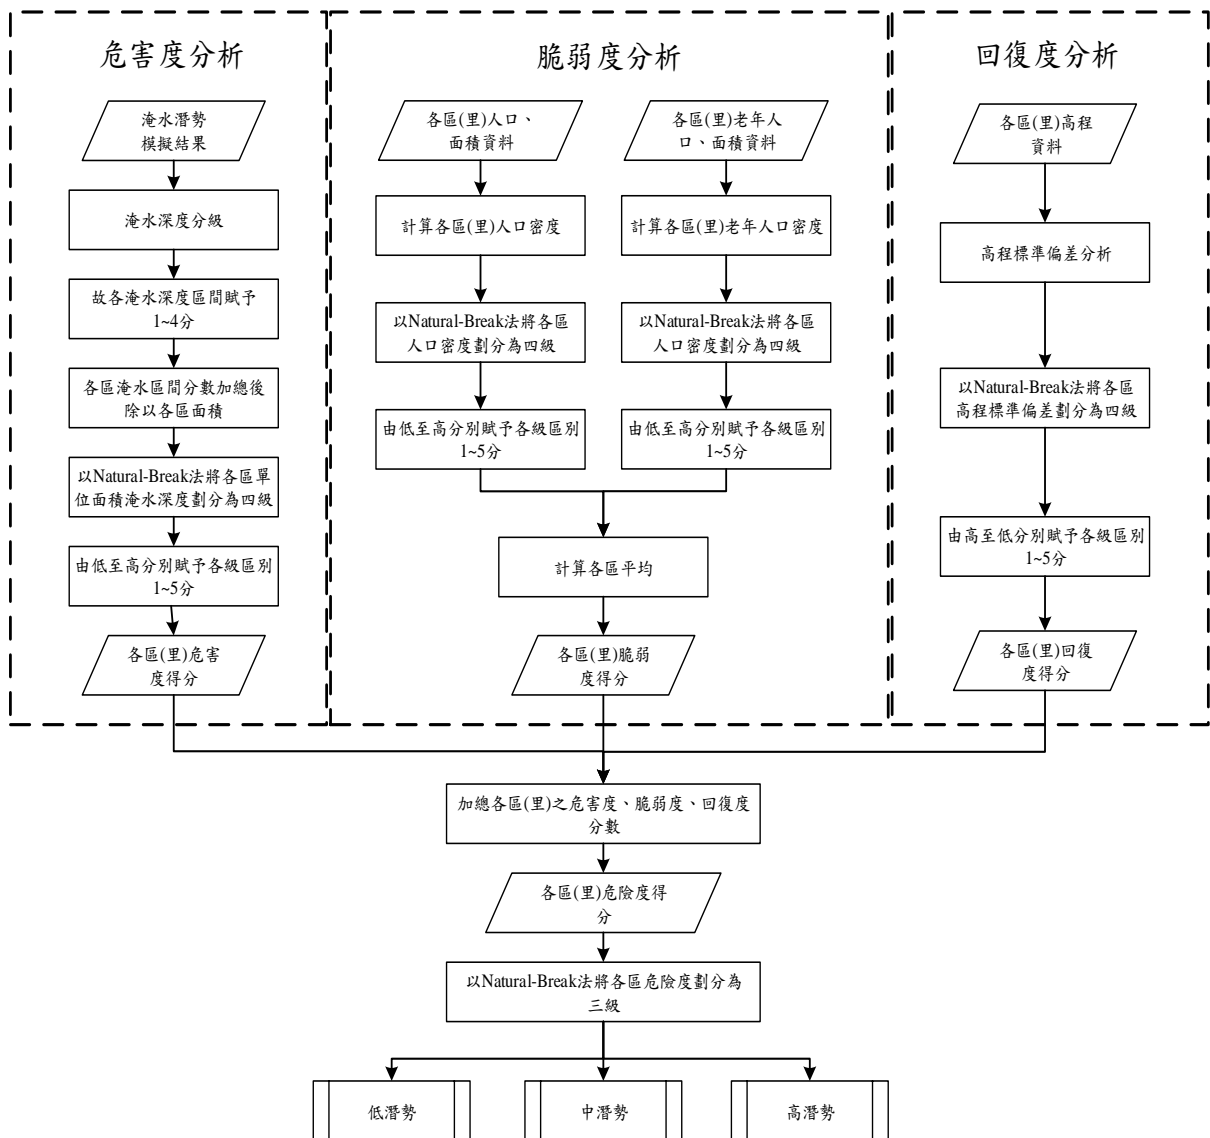 危害度分析
淹水潛勢
模擬結果
淹水深度分級
故各淹水深度區間賦予
1~4分
各區淹水區間分數加總後
除以各區面積
以Natural-Break法將各區單
位面積淹水深度劃分為四級
由低至高分別賦予各級區別
1~5分
各區(里)危害
度得分
脆弱度分析
各區(里)人口、
面積資料
計算各區(里)人口密度
以Natural-Break法將各區
人口密度劃分為四級
由低至高分別賦予各級區別
1~5分
各區(里)老年人
口、面積資料
計算各區(里)老年人口密度
以Natural-Break法將各區
人口密度劃分為四級
由低至高分別賦予各級區別
1~5分
計算各區平均
各區(里)脆弱
度得分
回復度分析
各區(里)高程
資料
高程標準偏差分析
以Natural-Break法將各區
高程標準偏差劃分為四級
由高至低分別賦予各級區別
1~5分
各區(里)回復
度得分
加總各區(里)之危害度、脆弱度、回復度
分數
各區(里)危險度得
分
以Natural-Break法將各區危險度劃分為
三級
低潛勢
中潛勢
高潛勢